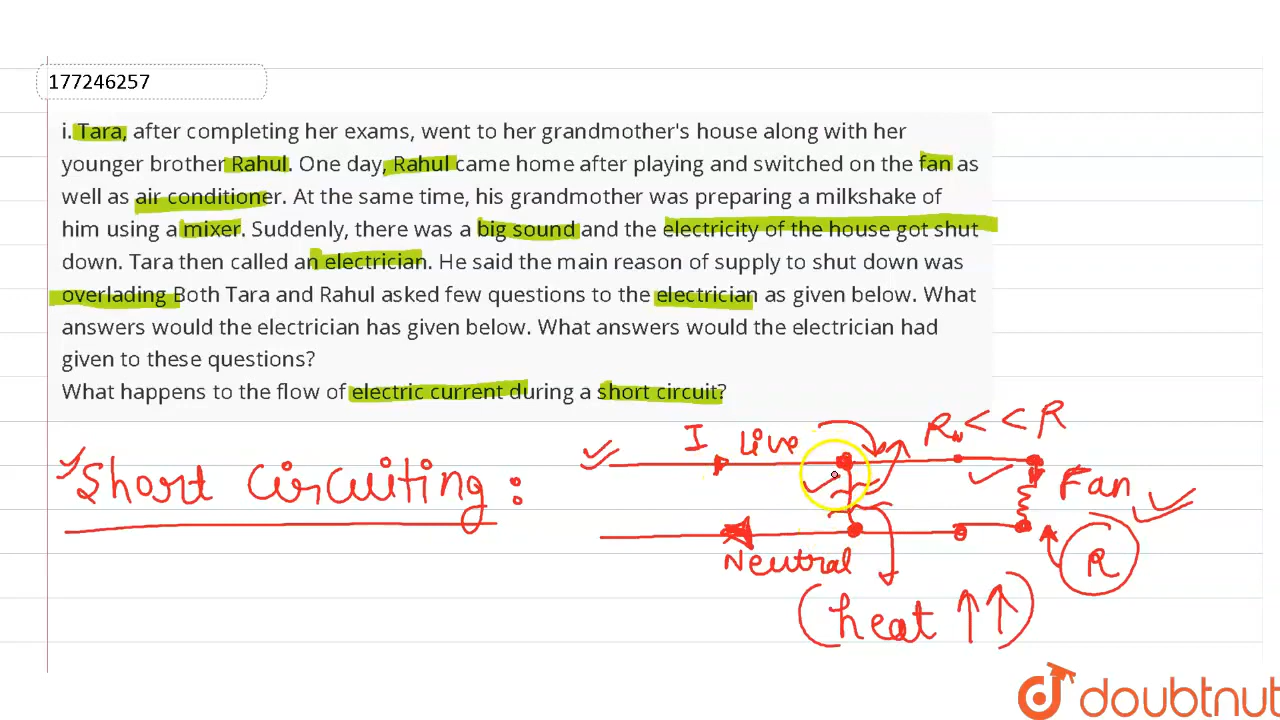 177246257
i. Tara, after completing her exams, went to her grandmother's house along with her
younger brother Rahul. One day, Rahul came home after playing and switched on the fan as
well as air conditioner. At the same time, his grandmother was preparing a milkshake of
him using a mixer. Suddenly, there was a big sound and the electricity of the house got shut
down. Tara then called an electrician. He said the main reason of supply to shut down was
overlading Both Tara and Rahul asked few questions to the electrician as given below. What
answers would the electrician has given below. What answers would the electrician had
given to these questions?
What happens to the flow of electric current during a short circuit?
I Live Rw << R
Short Circuiting :
Fan
Neutral
R
(heat ↑↑)
doubtnut